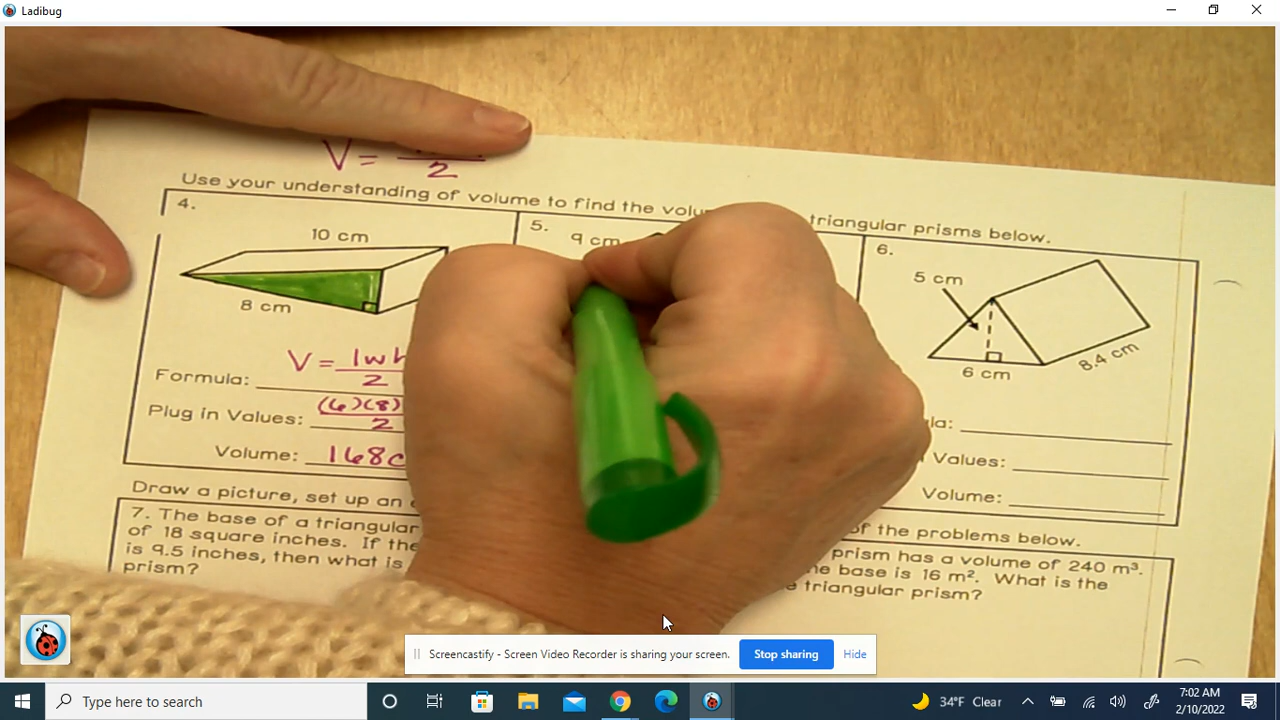 Ladibug
V =
2
Use your understanding of volume to find the triangular prisms below.
4.
10 cm
8 cm
V = lwh
2
Formula:
(6)(8)
Plug in Values:
2
Volume: 168
5.
9 cm
6.
5 cm
6 cm
8.4 cm
Values:
Volume:
Draw a picture, set up an of the problems below.
7. The base of a triangular
of 18 square inches. If the
is 9.5 inches, then what is
prism?
prism has a volume of 240 m³.
base is 16 m². What is the
triangular prism?
Screencastify - Screen Video Recorder is sharing your screen.
Stop sharing
Hide
Type here to search
34°F Clear
7:02 AM
2/10/2022